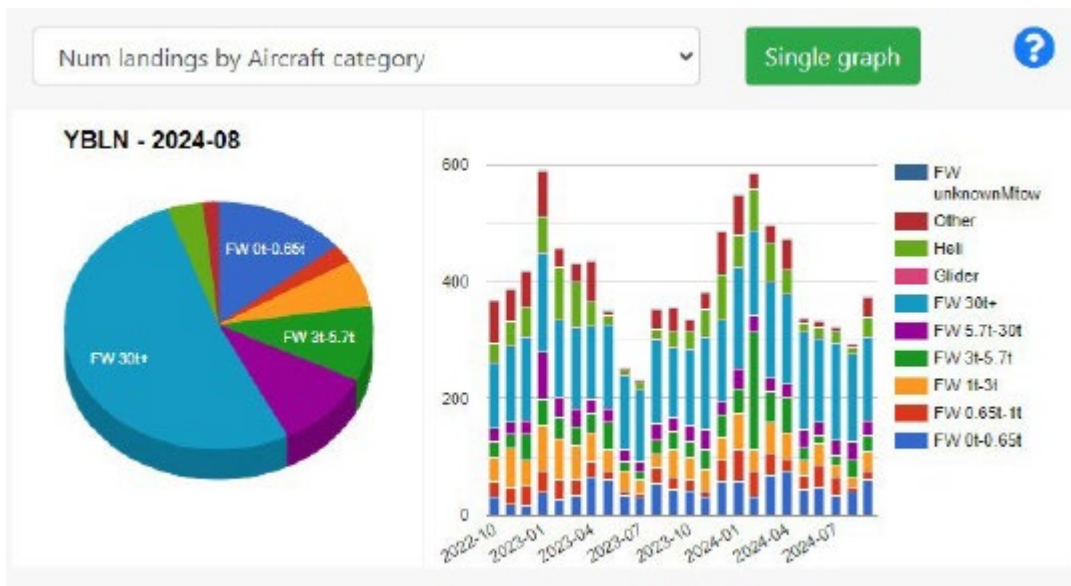 Num landings by Aircraft category
Single graph
?
YBLN - 2024-08
FW 0t-0.65t
FW 3t-5.7t
FW 30t+
600
400
200
0
2022-10
2023-01
2023-04
2023-07
2023-10
2024-01
2024-04
2024-07
FW
unknownMtow
Other
Heli
Glider
FW 30t+
FW 5.7t-30t
FW 3t-5.7t
FW 1t-3t
FW 0.65t-1t
FW 0t-0.65t